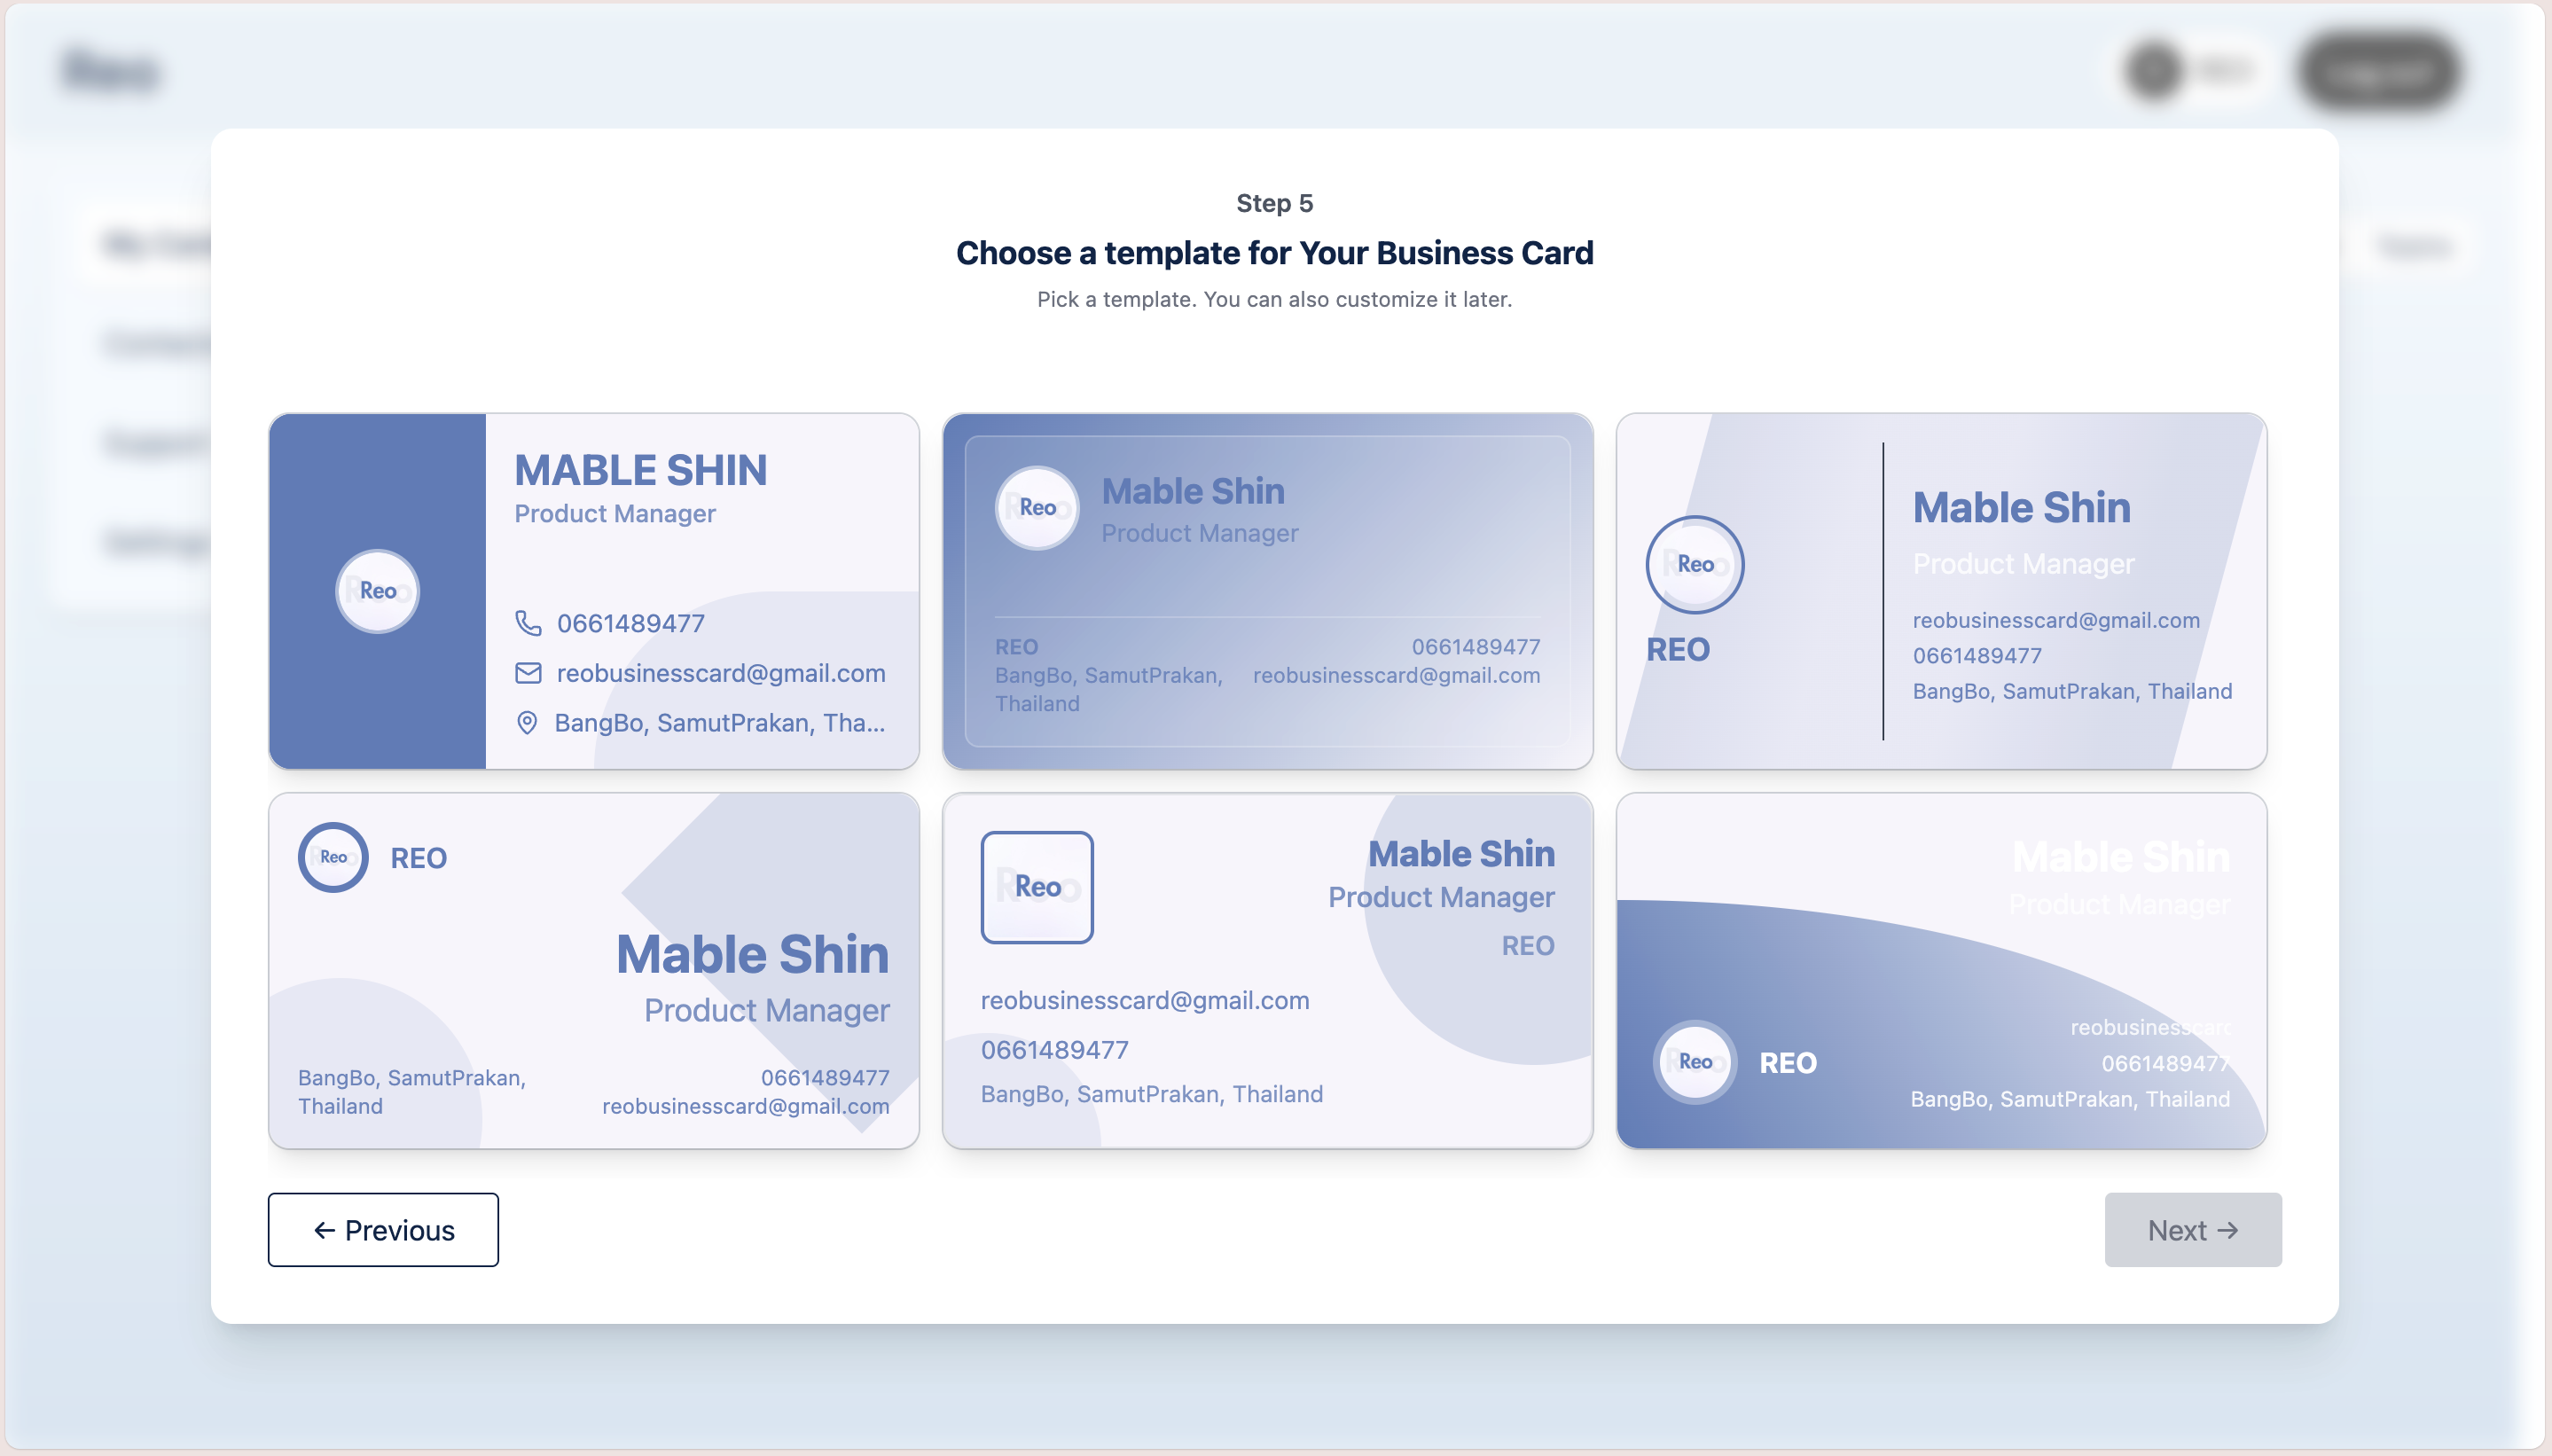 Reo
Step 5
Choose a template for Your Business Card
Pick a template. You can also customize it later.
Reo
MABLE SHIN
Product Manager
0661489477
reobusinesscard@gmail.com
BangBo, SamutPrakan, Tha...
Reo
Mable Shin
Product Manager
REO
BangBo, SamutPrakan,
Thailand
0661489477
reobusinesscard@gmail.com
Reo
REO
Mable Shin
Product Manager
reobusinesscard@gmail.com
0661489477
BangBo, SamutPrakan, Thailand
Reo
REO
Mable Shin
Product Manager
BangBo, SamutPrakan,
Thailand
0661489477
reobusinesscard@gmail.com
Reo
Mable Shin
Product Manager
REO
reobusinesscard@gmail.com
0661489477
BangBo, SamutPrakan, Thailand
Mable Shin
Product Manager
Reo
REO
reobusinesscard
0661489477
BangBo, SamutPrakan, Thailand
← Previous
Next →